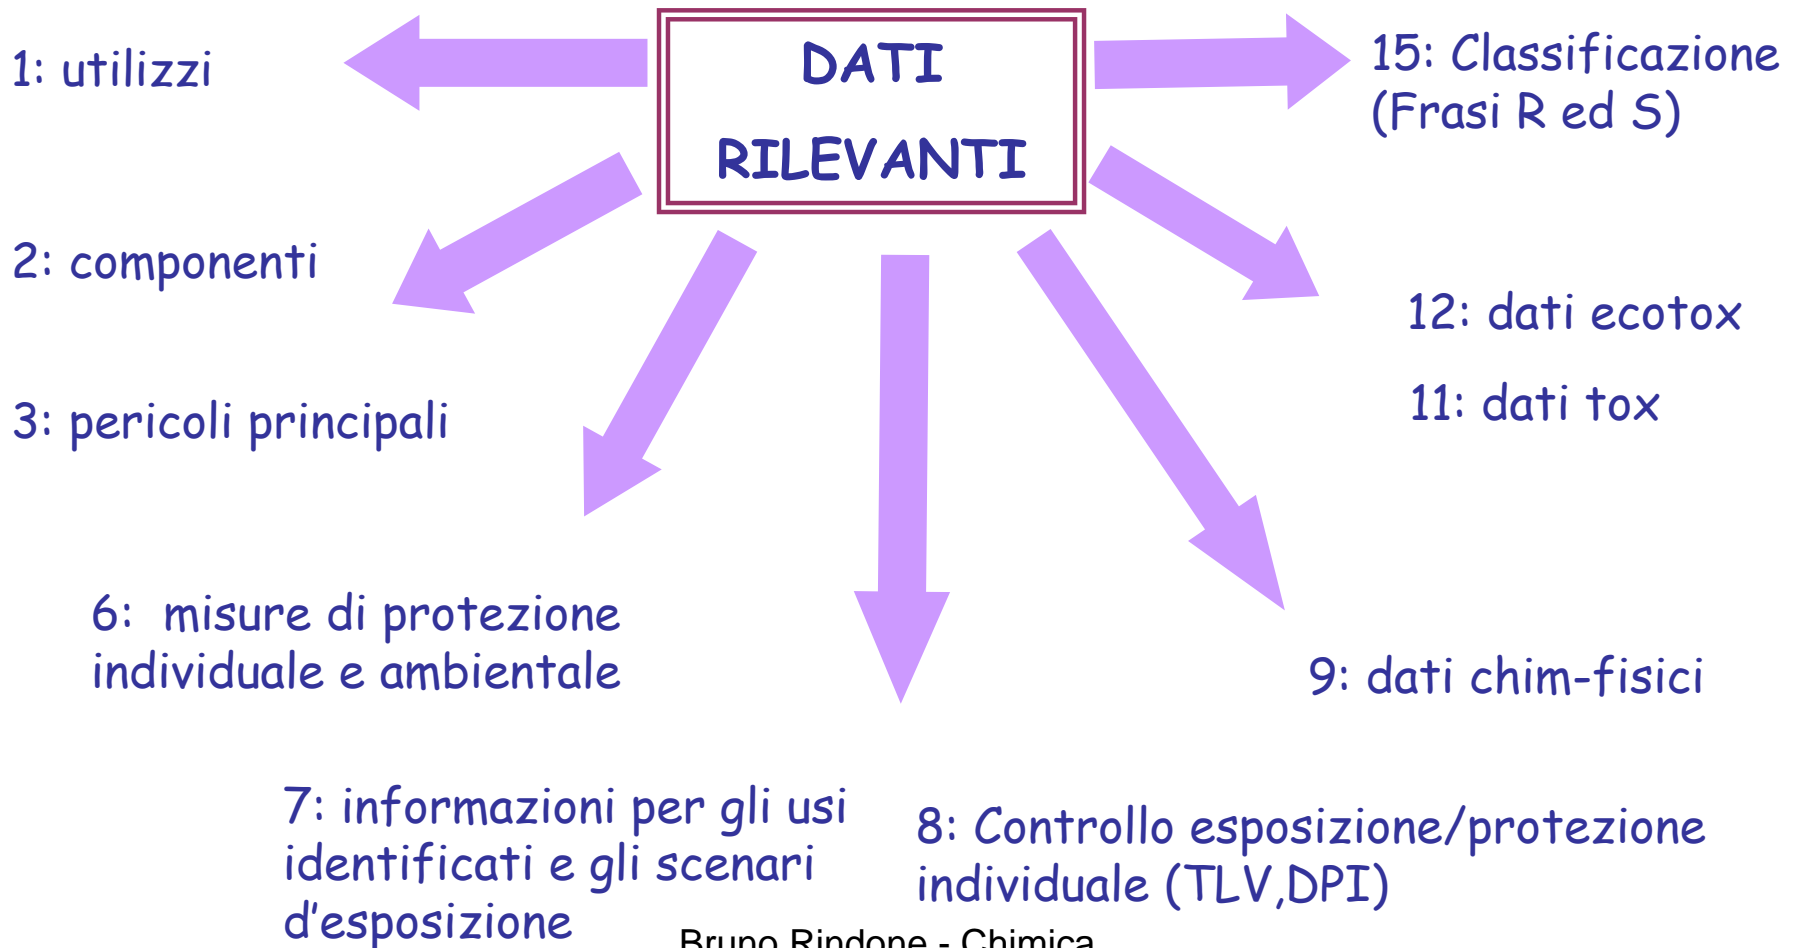 DATI
RILEVANTI
1: utilizzi
2: componenti
3: pericoli principali
6: misure di protezione
individuale e ambientale
7: informazioni per gli usi
identificati e gli scenari
d'esposizione
8: Controllo esposizione/protezione
individuale (TLV,DPI)
9: dati chim-fisici
11: dati tox
12: dati ecotox
15: Classificazione
(Frasi R ed S)
Bruno Rindone - Chimica